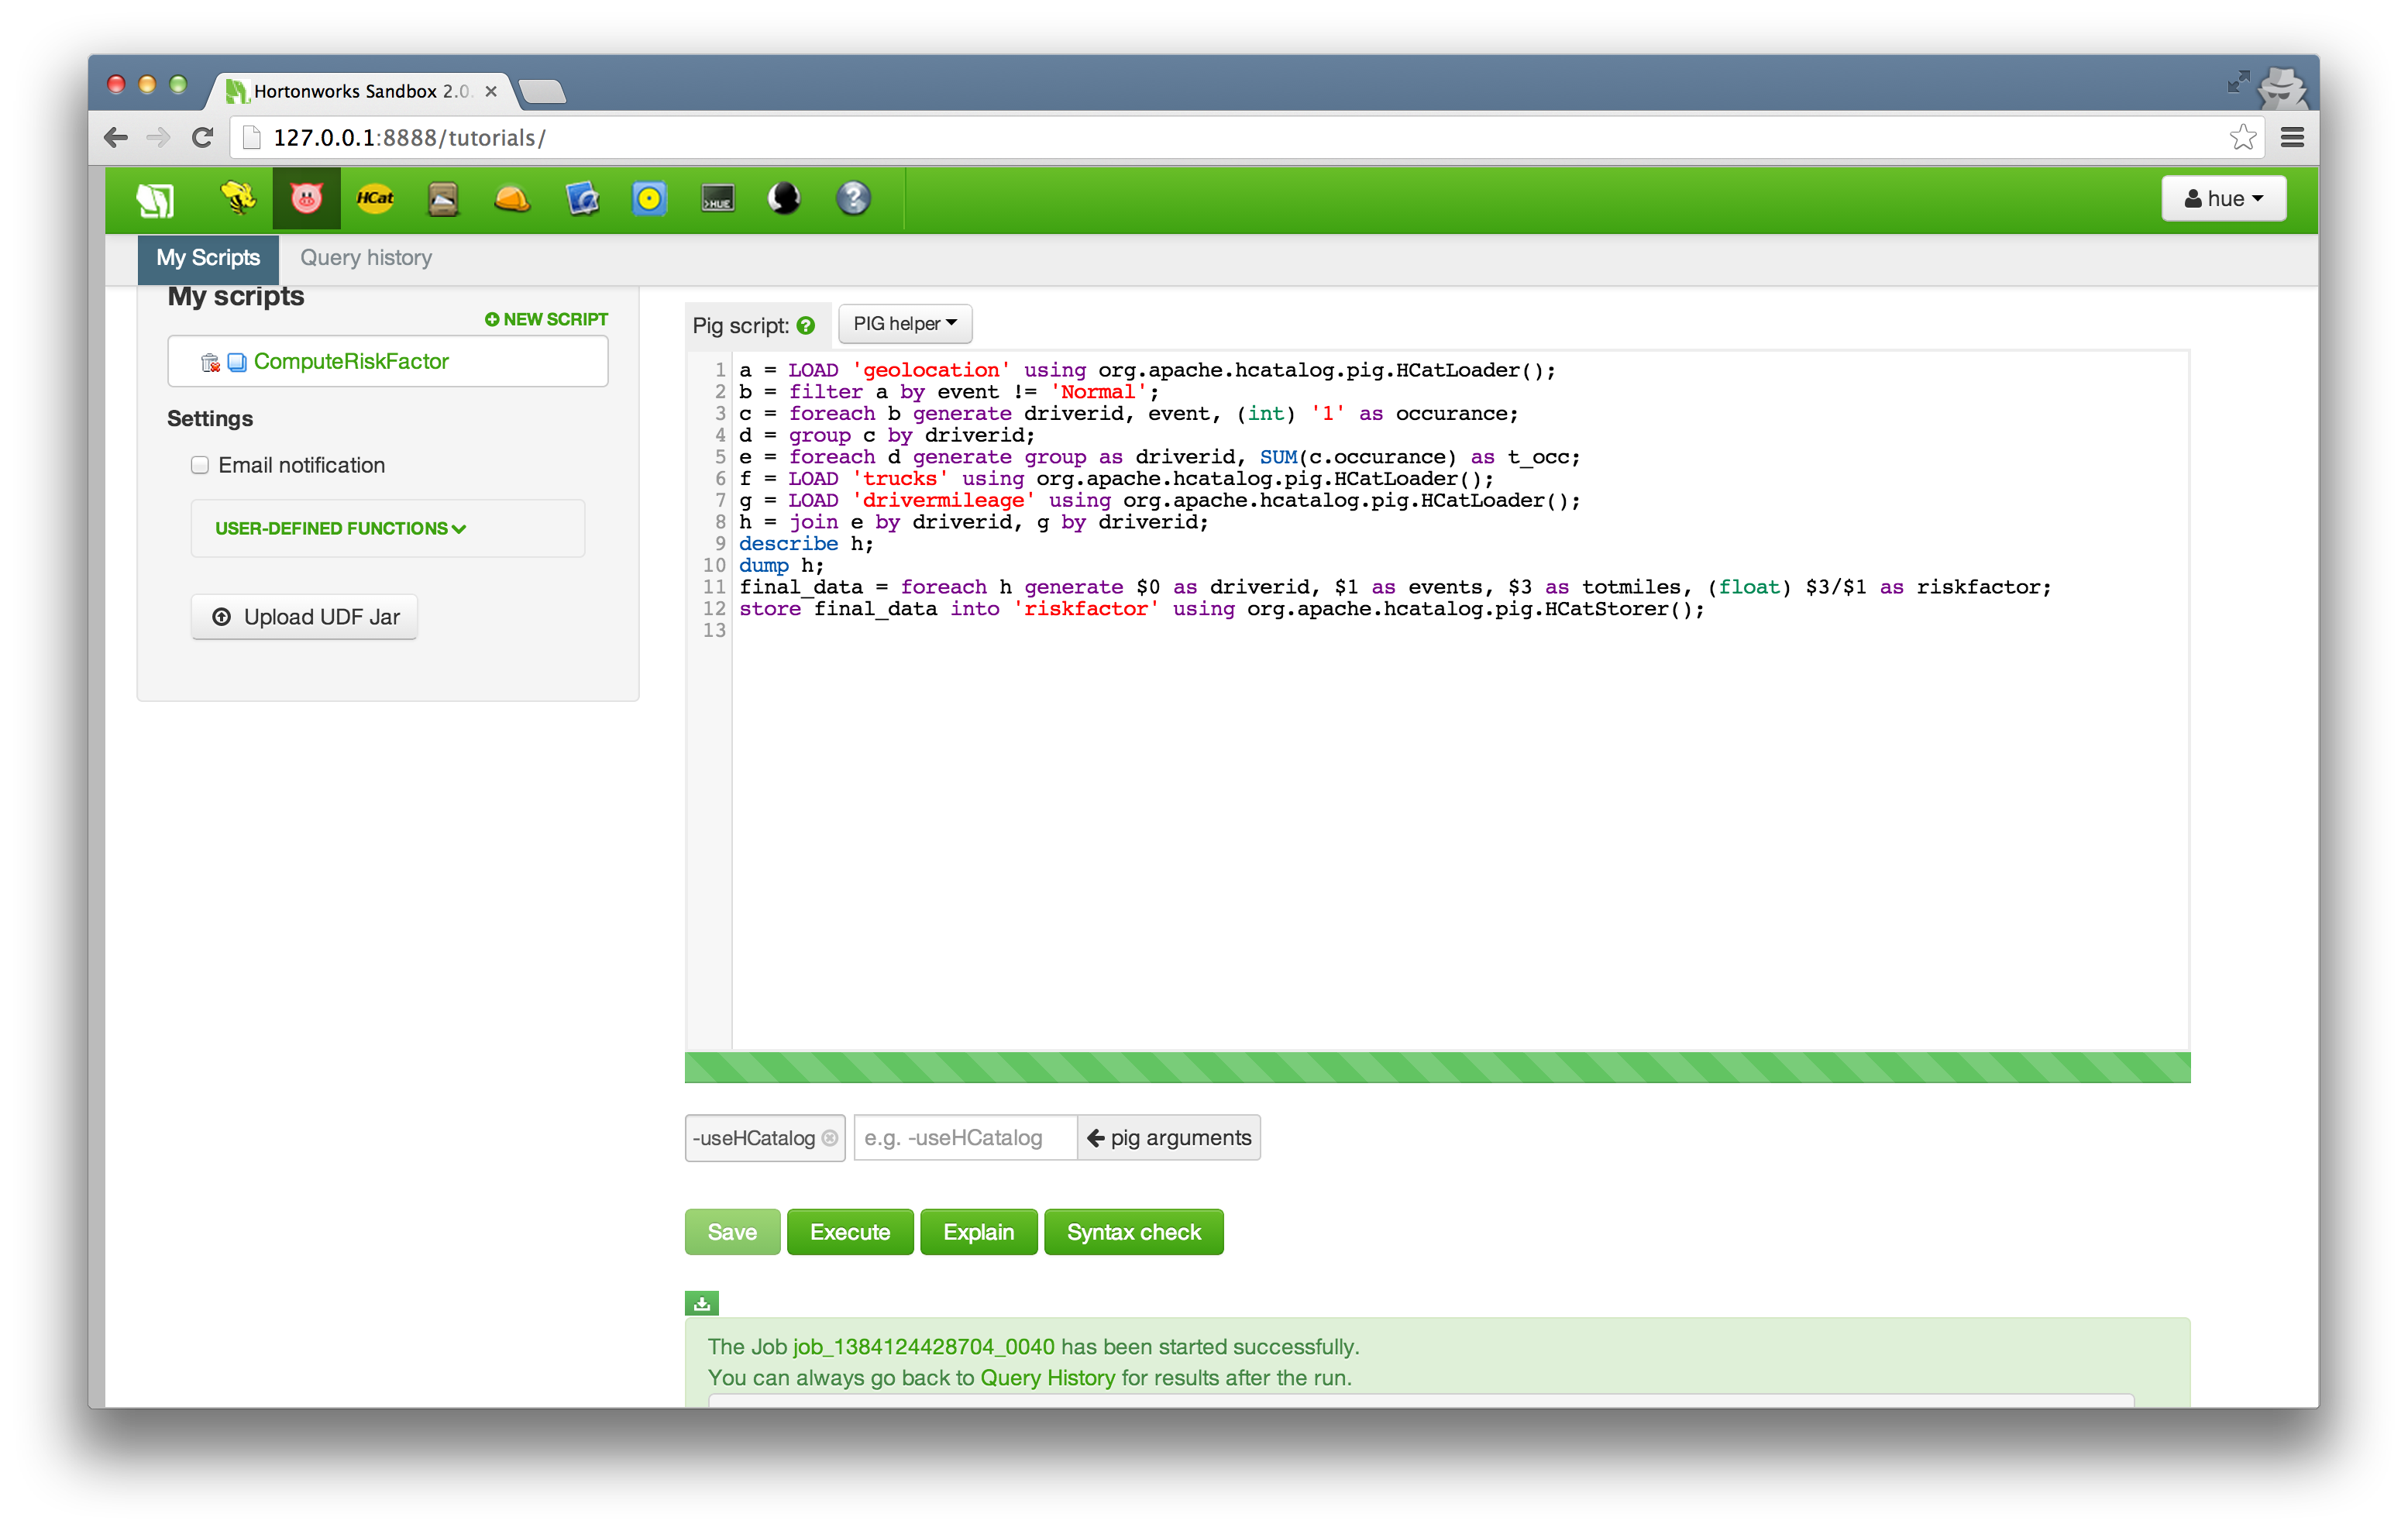 Hortonworks Sandbox 2.0.
127.0.0.1:8888/tutorials/
HCat
>HUE
?
hue
My Scripts
Query history
My scripts
NEW SCRIPT
ComputeRiskFactor
Settings
Email notification
USER-DEFINED FUNCTIONS
Upload UDF Jar
Pig script: ?
PIG helper
1 a = LOAD 'geolocation' using org.apache.hcatalog.pig.HCatLoader();
2 b = filter a by event != 'Normal';
3 c = foreach b generate driverid, event, (int) '1' as occurance;
4 d = group c by driverid;
5 e = foreach d generate group as driverid, SUM(c.occurance) as t_occ;
6 f = LOAD 'trucks' using org.apache.hcatalog.pig.HCatLoader();
7 g = LOAD 'drivermileage' using org.apache.hcatalog.pig.HCatLoader();
8 h = join e by driverid, g by driverid;
9 describe h;
10 dump h;
11 final_data = foreach h generate $0 as driverid, $1 as events, $3 as totmiles, (float) $3/$1 as riskfactor;
12 store final_data into 'riskfactor' using org.apache.hcatalog.pig.HCatStorer();
13
-useHCatalog
e.g. -useHCatalog
pig arguments
Save
Execute
Explain
Syntax check
The Job job_1384124428704_0040 has been started successfully.
You can always go back to Query History for results after the run.